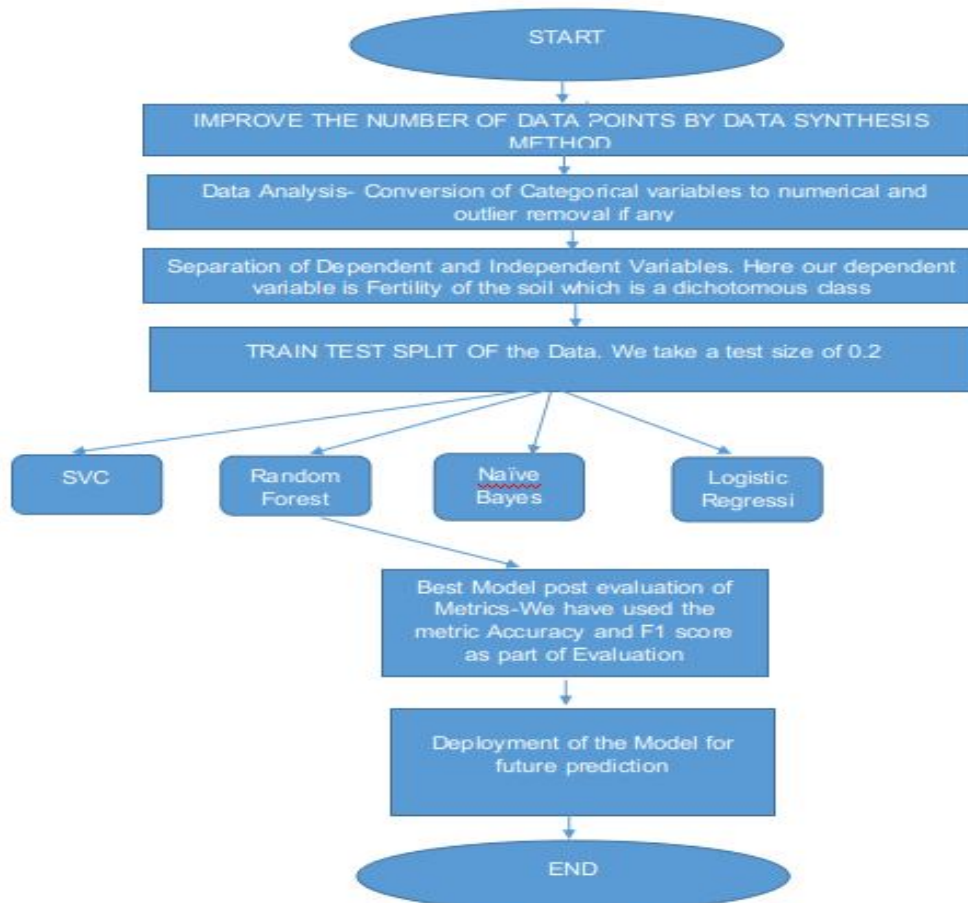 START
IMPROVE THE NUMBER OF DATA POINTS BY DATA SYNTHESIS
METHOD
Data Analysis- Conversion of Categorical variables to numerical and
outlier removal if any
Separation of Dependent and Independent Variables. Here our dependent
variable is Fertility of the soil which is a dichotomous class
TRAIN TEST SPLIT OF the Data. We take a test size of 0.2
SVC
Random
Forest
Naïve
Bayes
Logistic
Regressi
Best Model post evaluation of
Metrics-We have used the
metric Accuracy and F1 score
as part of Evaluation
Deployment of the Model for
future prediction
END